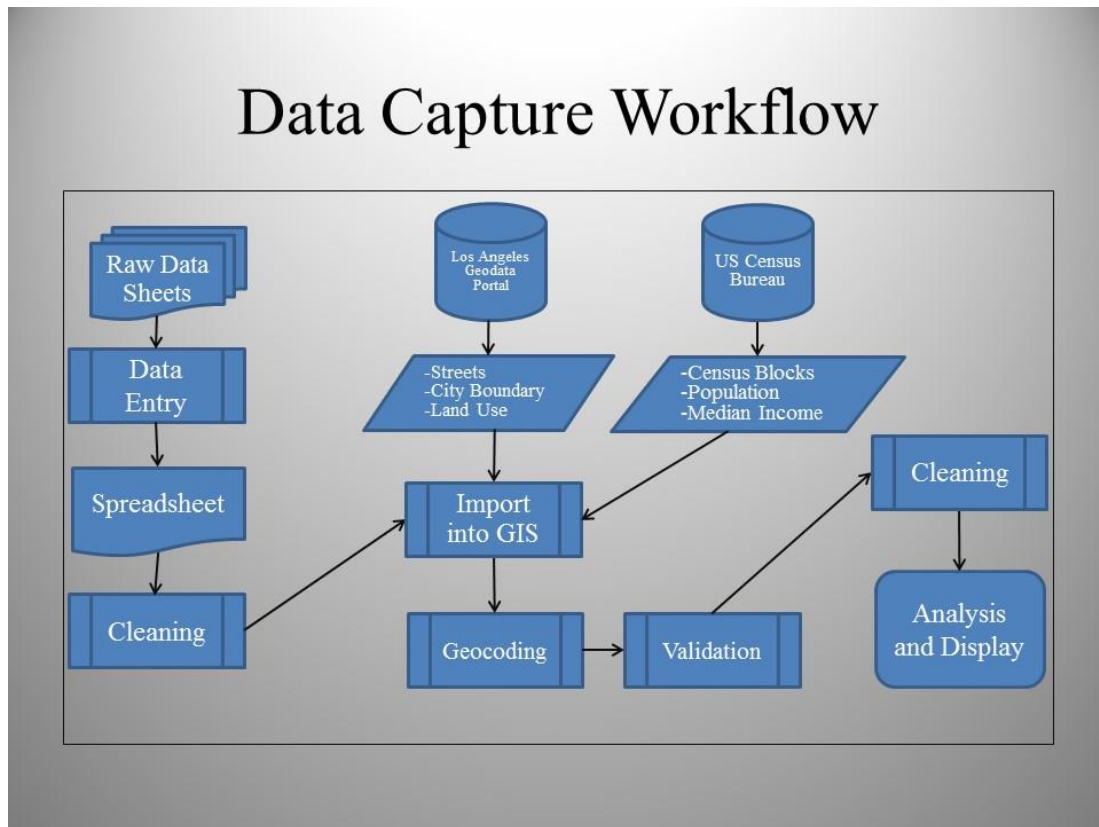 Data Capture Workflow
Raw Data
Sheets
Data
Entry
Spreadsheet
Cleaning
Los Angeles
Geodata
Portal
-Streets
-City Boundary
-Land Use
US Census
Bureau
-Census Blocks
-Population
-Median Income
Import
into GIS
Geocoding
Validation
Cleaning
Analysis
and Display